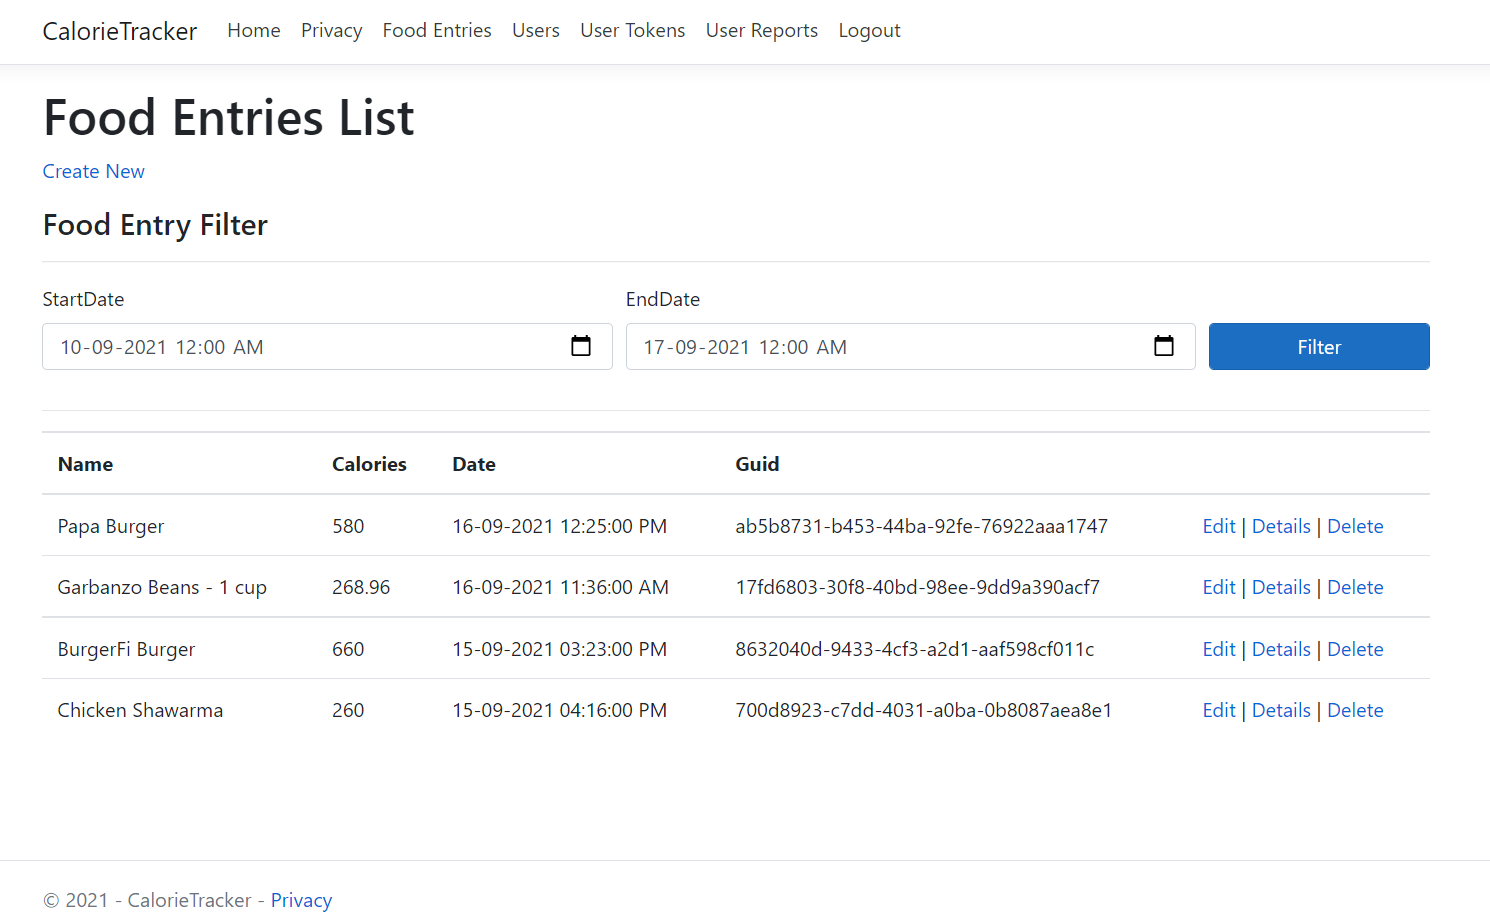 CalorieTracker Home Privacy Food Entries Users User Tokens User Reports Logout
Food Entries List
Create New
Food Entry Filter
StartDate EndDate
10-09-2021 12:00 AM 17-09-2021 12:00 AM Filter
Name Calories Date Guid
Papa Burger 580 16-09-2021 12:25:00 PM ab5b8731-b453-44ba-92fe-76922aaa1747 Edit | Details | Delete
Garbanzo Beans - 1 cup 268.96 16-09-2021 11:36:00 AM 17fd6803-30f8-40bd-98ee-9dd9a390acf7 Edit | Details | Delete
BurgerFi Burger 660 15-09-2021 03:23:00 PM 8632040d-9433-4cf3-a2d1-aaf598cf011c Edit | Details | Delete
Chicken Shawarma 260 15-09-2021 04:16:00 PM 700d8923-c7dd-4031-a0ba-0b8087aea8e1 Edit | Details | Delete
© 2021 - CalorieTracker - Privacy